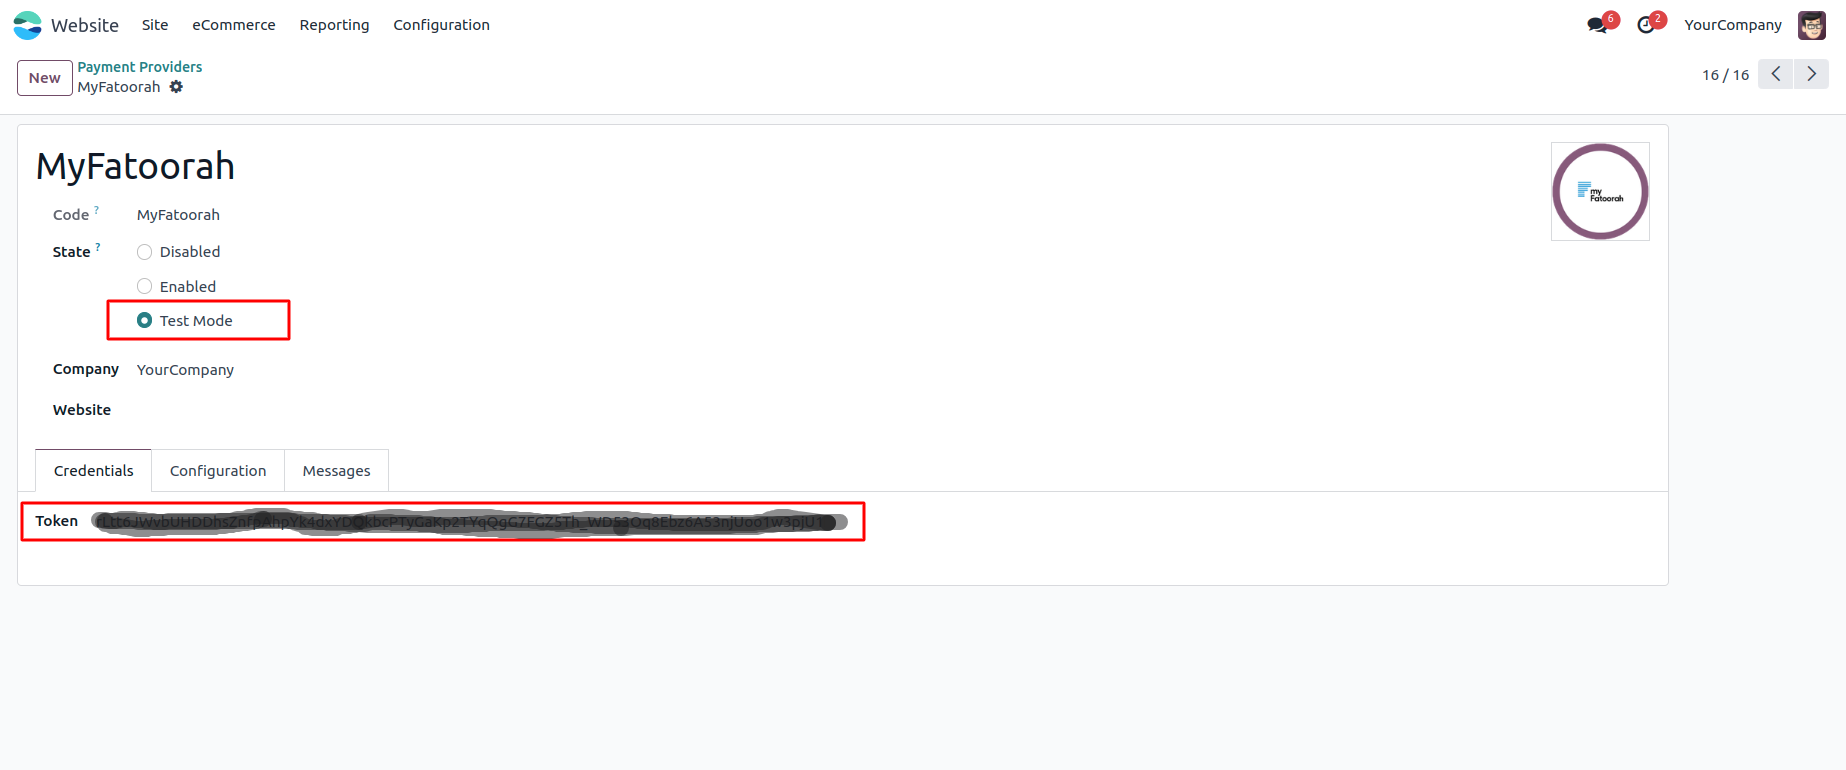 Website Site eCommerce Reporting Configuration 6 2 YourCompany
New Payment Providers
MyFatoorah 16 / 16
MyFatoorah
my
Fatoorah
Code ? MyFatoorah
State ? Disabled
Enabled
Test Mode
Company YourCompany
Website
Credentials Configuration Messages
Token